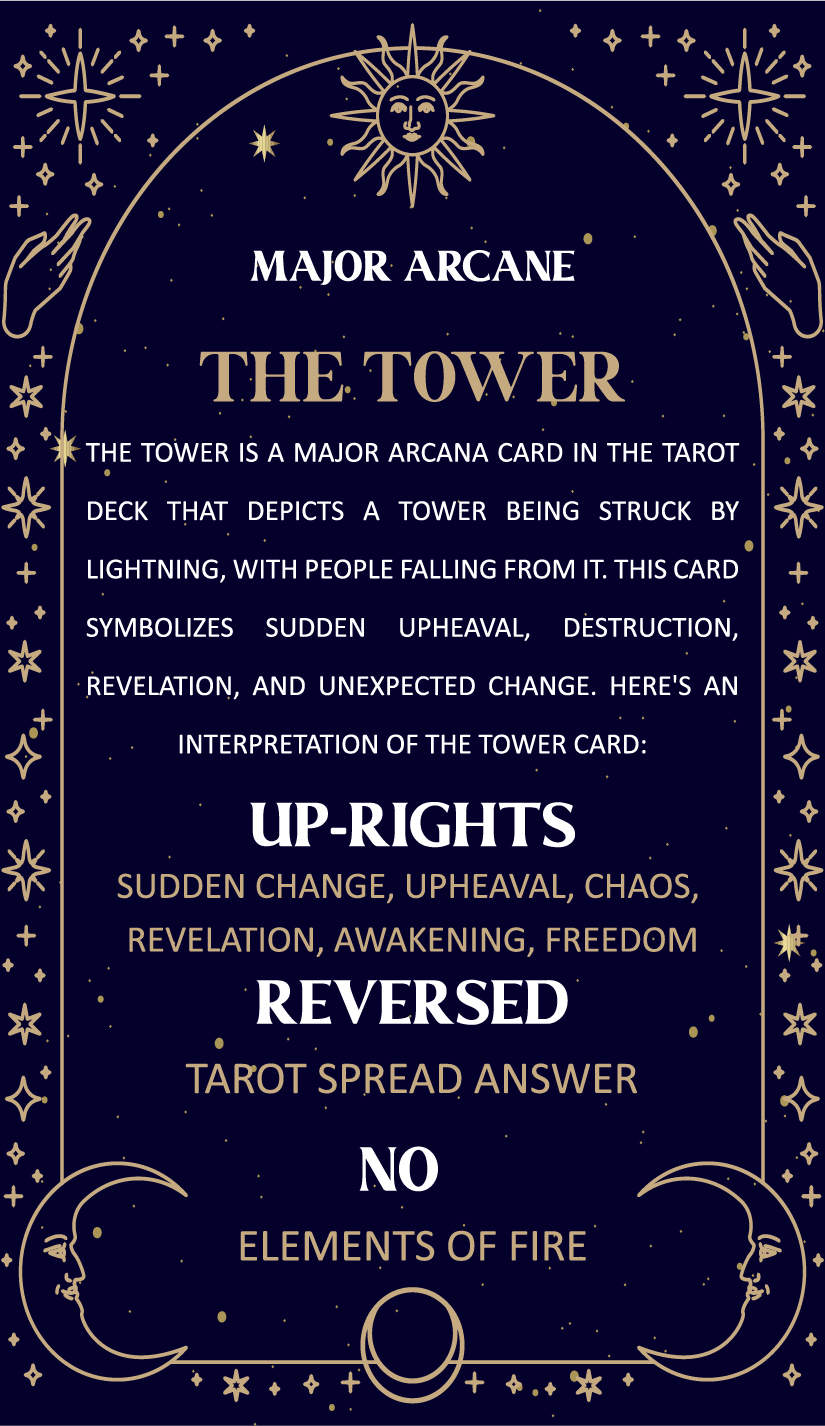 MAJOR ARCANE
THE TOWER
THE TOWER IS A MAJOR ARCANA CARD IN THE TAROT
DECK THAT DEPICTS A TOWER BEING STRUCK BY
LIGHTNING, WITH PEOPLE FALLING FROM IT. THIS CARD
SYMBOLIZES SUDDEN UPHEAVAL, DESTRUCTION,
REVELATION, AND UNEXPECTED CHANGE. HERE'S AN
INTERPRETATION OF THE TOWER CARD:
UP-RIGHTS
SUDDEN CHANGE, UPHEAVAL, CHAOS,
REVELATION, AWAKENING, FREEDOM
REVERSED
TAROT SPREAD ANSWER
NO
ELEMENTS OF FIRE